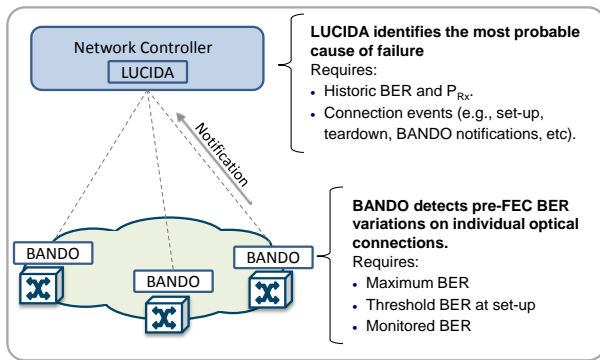 Network Controller
LUCIDA
Notification
BANDO
BANDO
BANDO
LUCIDA identifies the most probable
cause of failure
Requires:
• Historic BER and PRx.
• Connection events (e.g., set-up,
teardown, BANDO notifications, etc).
BANDO detects pre-FEC BER
variations on individual optical
connections.
Requires:
• Maximum BER
• Threshold BER at set-up
• Monitored BER